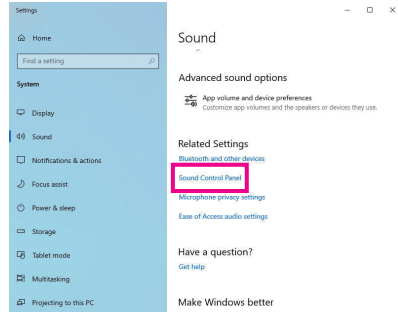 Settings
Home
Find a setting
System
Display
Sound
Notifications & actions
Focus assist
Power & sleep
Storage
Tablet mode
Multitasking
Projecting to this PC
Sound
Advanced sound options
App volume and device preferences
Customize app volumes and the speakers or devices they use.
Related Settings
Bluetooth and other devices
Sound Control Panel
Microphone privacy settings
Ease of Access audio settings
Have a question?
Get help
Make Windows better